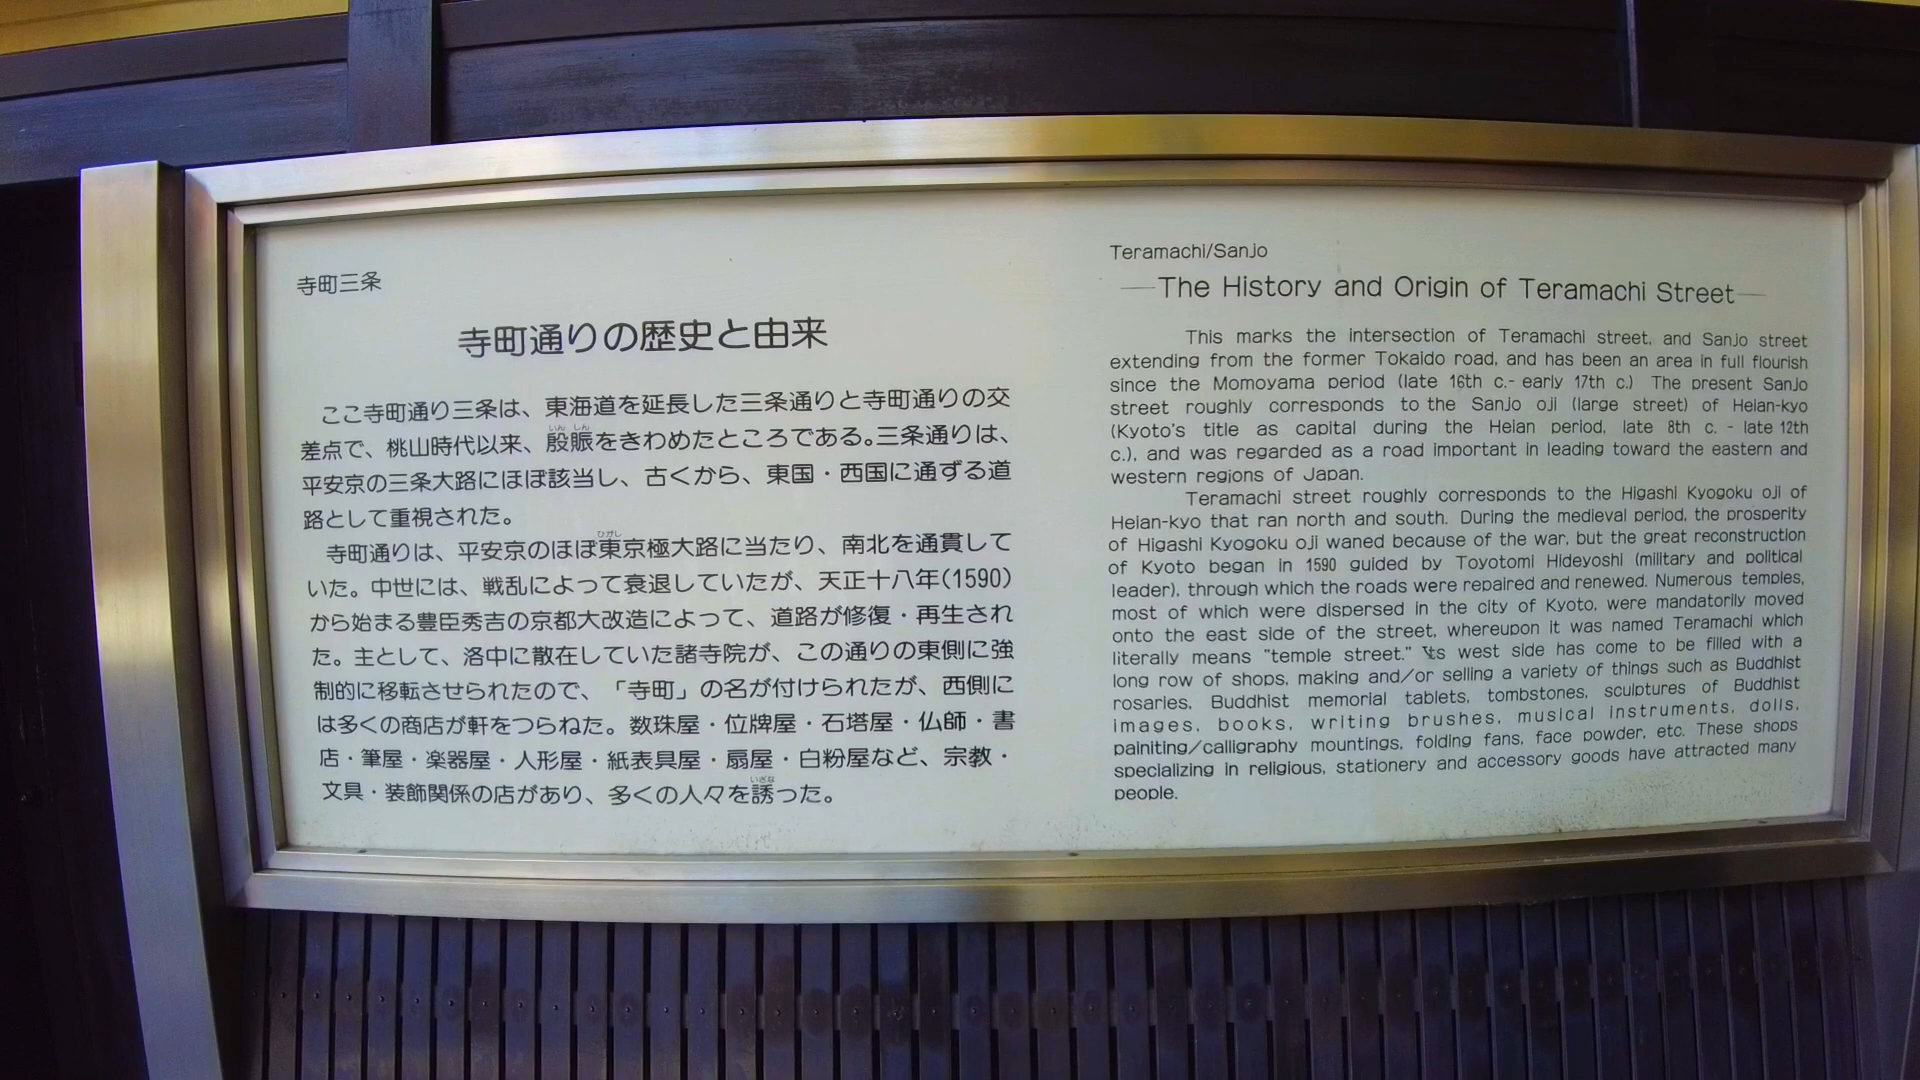 寺町三条
寺町通りの歴史と由来
ここ寺町通り三条は、東海道を延長した三条通りと寺町通りの交
差点で、桃山時代以来、殷賑をきわめたところである。三条通りは、
平安京の三条大路にほぼ該当し、古くから、東国・西国に通ずる道
路として重視された。
寺町通りは、平安京のほぼ東京極大路に当たり、南北を通貫して
いた。中世には、戦乱によって衰退していたが、天正十八年(1590)
から始まる豊臣秀吉の京都大改造によって、道路が修復・再生され
た。主として、洛中に散在していた諸寺院が、この通りの東側に強
制的に移転させられたので、「寺町」の名が付けられたが、西側に
は多くの商店が軒をつらねた。数珠屋・位牌屋・石塔屋・仏師・書
店・筆屋・楽器屋・人形屋・紙表具屋・扇屋・白粉屋など、宗教・
文具・装飾関係の店があり、多くの人々を誘った。
Teramachi/Sanjo
—The History and Origin of Teramachi Street—
This marks the intersection of Teramachi street, and Sanjo street
extending from the former Tokaido road, and has been an area in full flourish
since the Momoyama period (late 16th c.- early 17th c.) The present Sanjo
street roughly corresponds to the Sanjo oji (large street) of Heian-kyo
(Kyoto's title as capital during the Heian period, late 8th c. - late 12th
c.), and was regarded as a road important in leading toward the eastern and
western regions of Japan.
Teramachi street roughly corresponds to the Higashi Kyogoku oji of
Heian-kyo that ran north and south. During the medieval period, the prosperity
of Higashi Kyogoku oji waned because of the war, but the great reconstruction
of Kyoto began in 1590 guided by Toyotomi Hideyoshi (military and political
leader), through which the roads were repaired and renewed. Numerous temples,
most of which were dispersed in the city of Kyoto, were mandatorily moved
onto the east side of the street, whereupon it was named Teramachi which
literally means "temple street." Its west side has come to be filled with a
long row of shops, making and/or selling a variety of things such as Buddhist
rosaries, Buddhist memorial tablets, tombstones, sculptures of Buddhist
images, books, writing brushes, musical instruments, dolls,
painiting/calligraphy mountings, folding fans, face powder, etc. These shops
specializing in religious, stationery and accessory goods have attracted many
people.